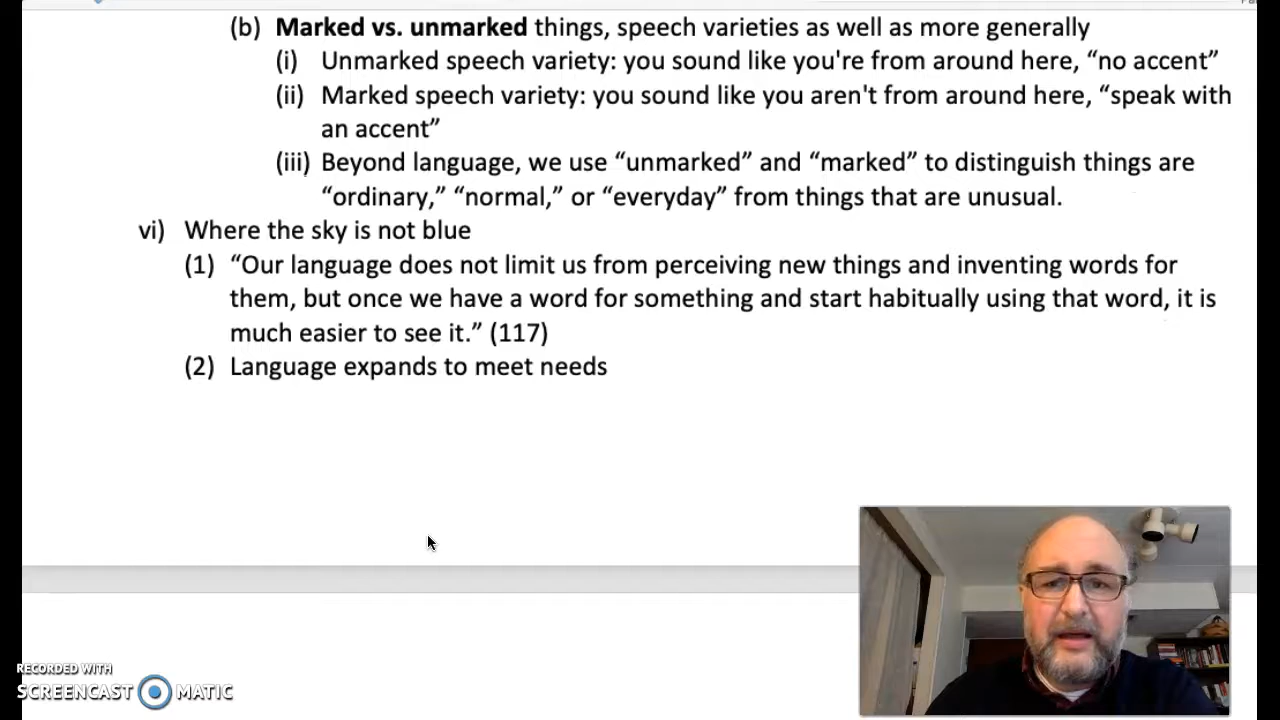 (b) Marked vs. unmarked things, speech varieties as well as more generally
(i) Unmarked speech variety: you sound like you're from around here, “no accent”
(ii) Marked speech variety: you sound like you aren't from around here, “speak with
an accent”
(iii) Beyond language, we use “unmarked” and “marked” to distinguish things are
“ordinary,” “normal,” or “everyday” from things that are unusual.
vi) Where the sky is not blue
(1) “Our language does not limit us from perceiving new things and inventing words for
them, but once we have a word for something and start habitually using that word, it is
much easier to see it.” (117)
(2) Language expands to meet needs
RECORDED WITH
SCREENCAST MATIC